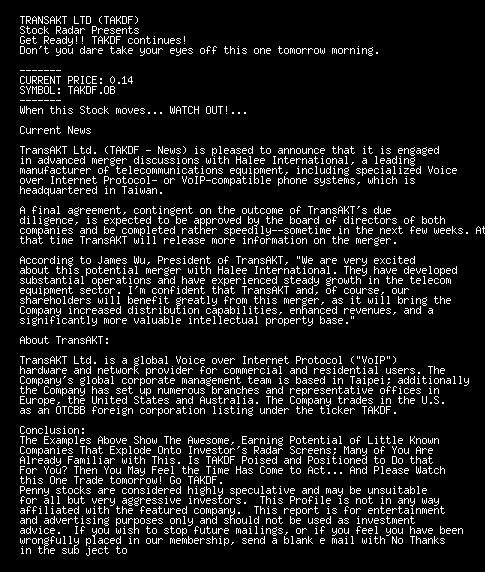 TRANSAKT LTD (TAKDF)
Stock Radar Presents
Get Ready!! TAKDF continues!
Don't you dare take your eyes off this one tomorrow morning.
-------
CURRENT PRICE: 0.14
SYMBOL: TAKDF.OB
-------
When this Stock moves... WATCH OUT!...
Current News
TransAKT Ltd. (TAKDF - News) is pleased to announce that it is engaged
in advanced merger discussions with Halee International, a leading
manufacturer of telecommunications equipment, including specialized Voice
over Internet Protocol- or VoIP-compatible phone systems, which is
headquartered in Taiwan.
A final agreement, contingent on the outcome of TransAKT's due
diligence, is expected to be approved by the board of directors of both
companies and be completed rather speedily--sometime in the next few weeks. At
that time TransAKT will release more information on the merger.
According to James Wu, President of TransAKT, "We are very excited
about this potential merger with Halee International. They have developed
substantial operations and have experienced steady growth in the telecom
equipment sector. I'm confident that TransAKT and, of course, our
shareholders will benefit greatly from this merger, as it will bring the
Company increased distribution capabilities, enhanced revenues, and a
significantly more valuable intellectual property base."
About TransAKT:
TransAKT Ltd. is a global Voice over Internet Protocol ("VoIP")
hardware and network provider for commercial and residential users. The
Company's global corporate management team is based in Taipei; additionally
the Company has set up numerous branches and representative offices in
Europe, the United States and Australia. The Company trades in the U.S.
as an OTCBB foreign corporation listing under the ticker TAKDF.
Conclusion:
The Examples Above Show The Awesome, Earning Potential of Little Known
Companies That Explode Onto Investor's Radar Screens; Many of You Are
Already Familiar with This. Is TAKDF Poised and Positioned to Do that
For You? Then You May Feel the Time Has Come to Act... And Please Watch
this One Trade tomorrow! Go TAKDF.
Penny stocks are considered highly speculative and may be unsuitable
for all but very aggressive investors.  This Profile is not in any way
affiliated with the featured company.  This report is for entertainment
and advertising purposes only and should not be used as investment
advice.  If you wish to stop future mailings, or if you feel you have been
wrongfully placed in our membership, send a blank e mail with No Thanks
in the sub ject to